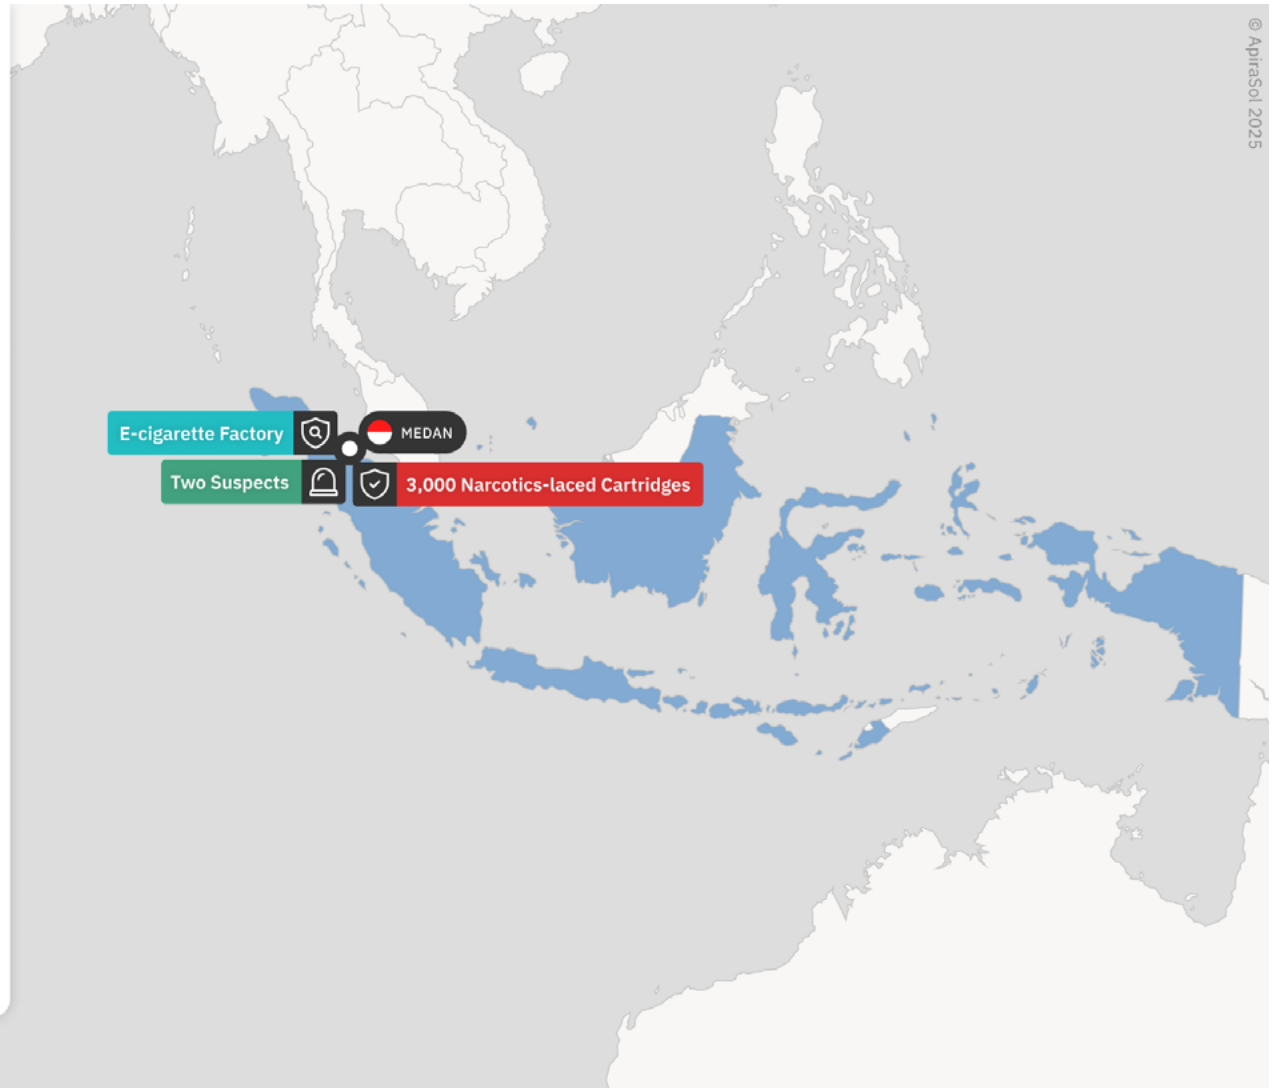 © ApiraSol 2025
E-cigarette Factory
MEDAN
Two Suspects
3,000 Narcotics-laced Cartridges